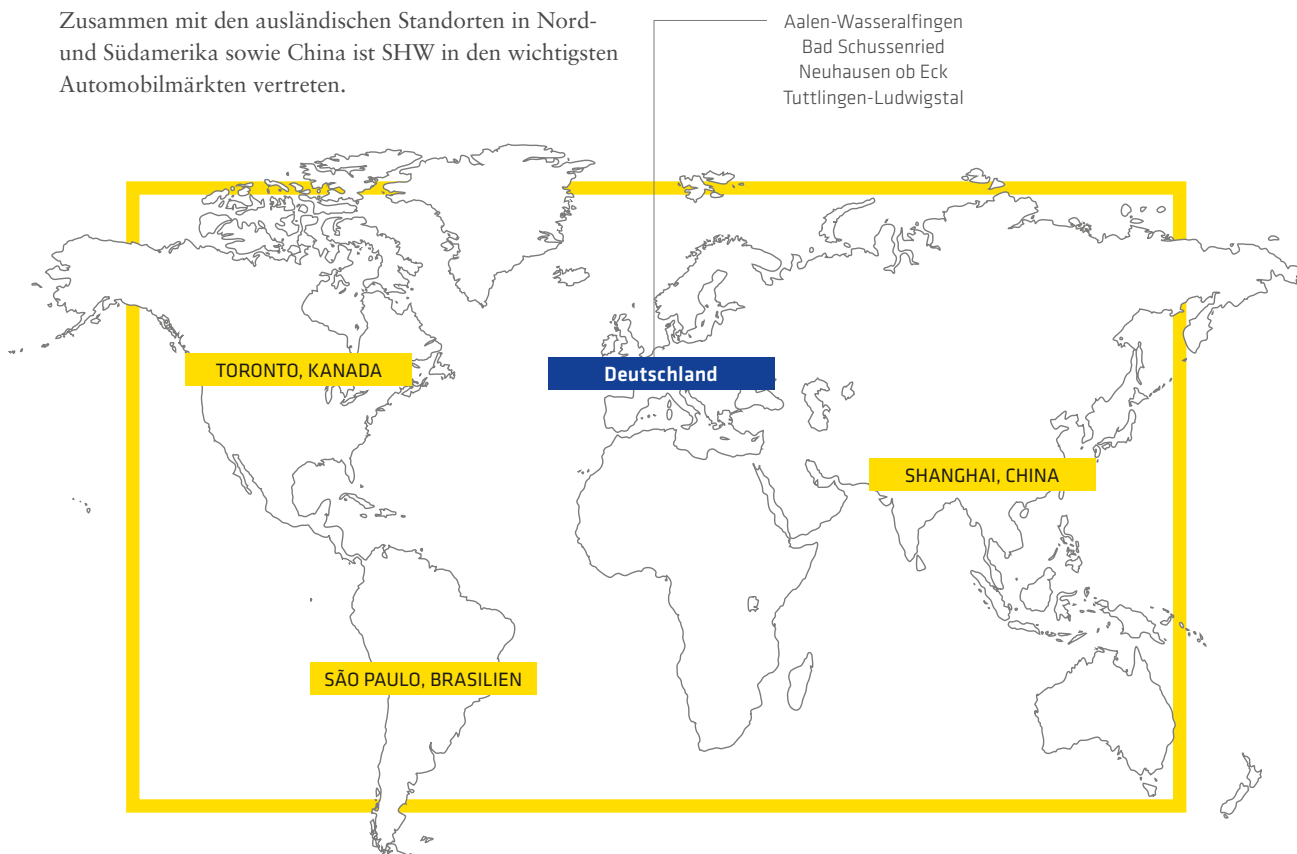 Zusammen mit den ausländischen Standorten in Nord-
und Südamerika sowie China ist SHW in den wichtigsten
Automobilmärkten vertreten.
Aalen-Wasseralfingen
Bad Schussenried
Neuhausen ob Eck
Tuttlingen-Ludwigstal
TORONTO, KANADA
Deutschland
SHANGHAI, CHINA
SÃO PAULO, BRASILIEN